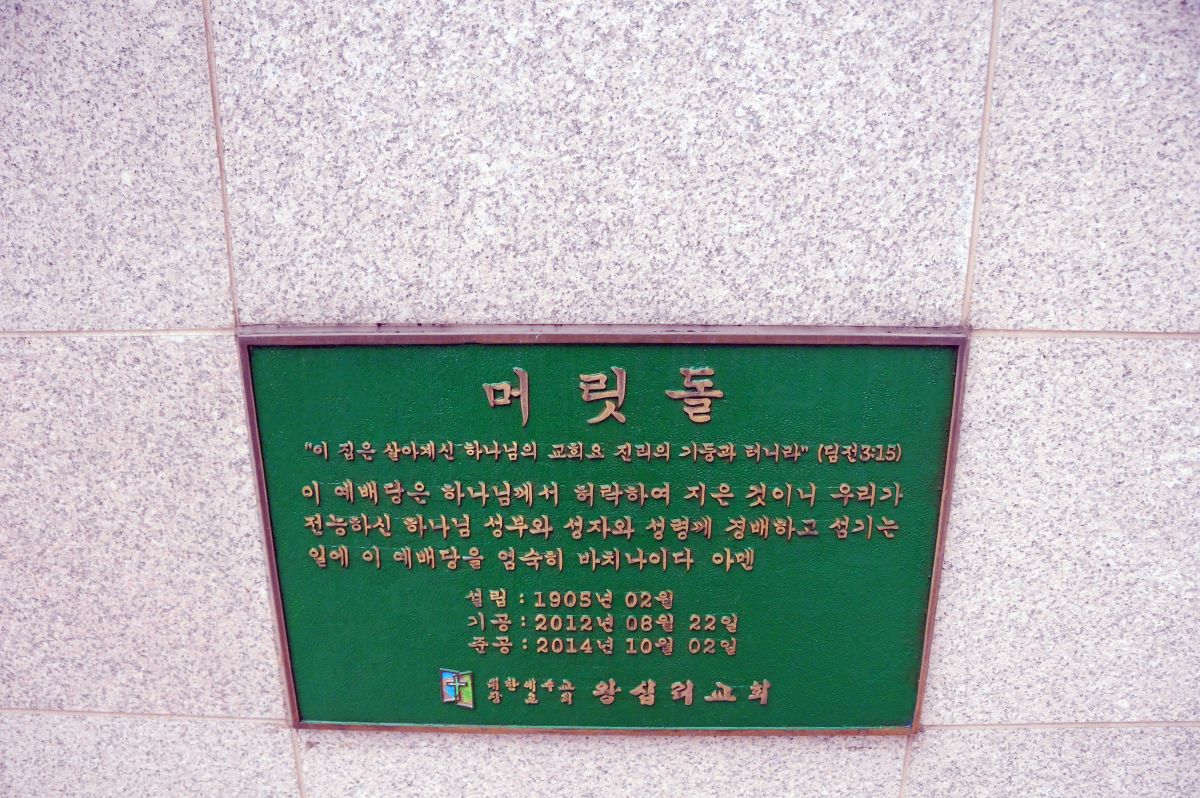 머릿돌
"이 집은 살아계신 하나님의 교회요 진리의 기둥과 터니라" (딤전3:15)
이 예배당은 하나님께서 허락하여 지은 것이니 우리가
전능하신 하나님 성부와 성자와 성령께 경배하고 섬기는
일에 이 예배당을 엄숙히 바치나이다 아멘
설립 : 1905년 02월
기공 : 2012년 08월 22일
준공 : 2014년 10월 02일
대한예수교
장로회 왕십리교회